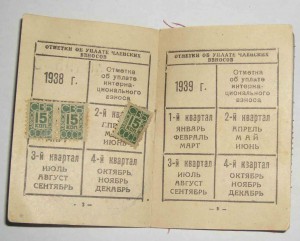 ОТМЕТКИ ОБ УПЛАТЕ ЧЛЕНСКИХ
ВЗНОСОВ
1938 г.
Отметка
об уплате
интерна-
ционального
взноса
15
15
15
2-й квартал
АПРЕЛЬ
МАЙ
ИЮНЬ
3-й квартал
ИЮЛЬ
АВГУСТ
СЕНТЯБРЬ
4-й квартал
ОКТЯБРЬ
НОЯБРЬ
ДЕКАБРЬ
ОТМЕТКИ ОБ УПЛАТЕ ЧЛЕНСКИХ
ВЗНОСОВ
1939 г.
Отметка
об уплате
интерна-
ционального
взноса
1-й квартал
ЯНВАРЬ
ФЕВРАЛЬ
МАРТ
2-й квартал
АПРЕЛЬ
МАЙ
ИЮНЬ
3-й квартал
ИЮЛЬ
АВГУСТ
СЕНТЯБРЬ
4-й квартал
ОКТЯБРЬ
НОЯБРЬ
ДЕКАБРЬ